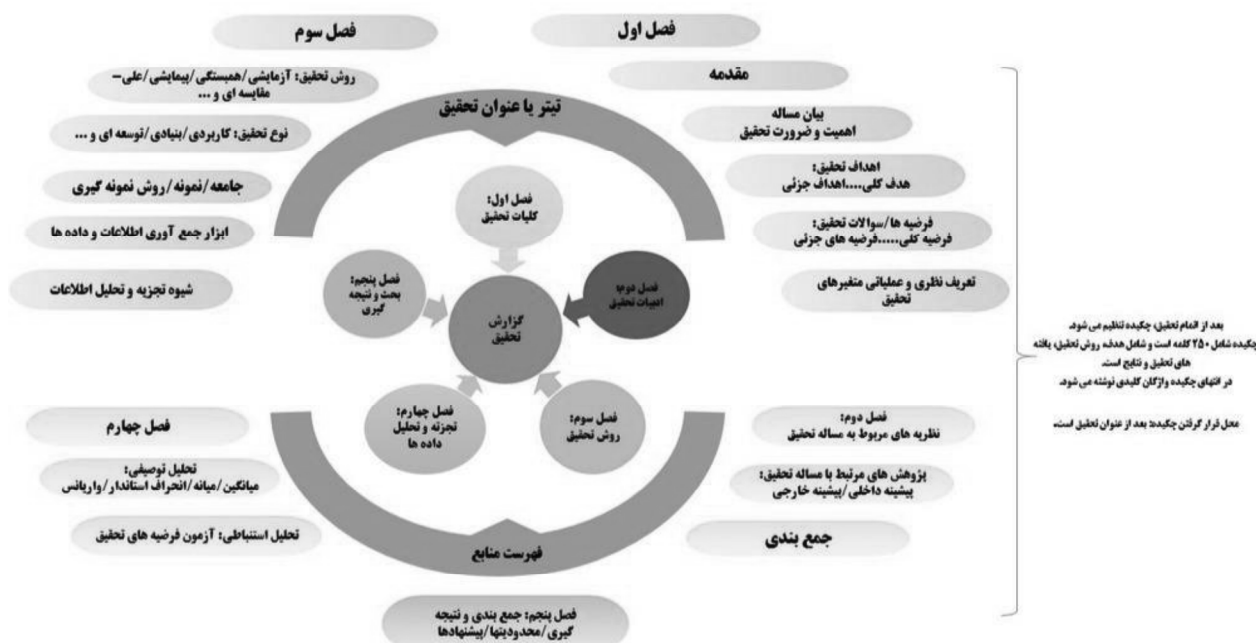 فصل اول
مقدمه
بیان مساله
اهمیت و ضرورت تحقیق
اهداف تحقیق:
هدف کلی....اهداف جزئی
فرضیه ها/سوالات تحقیق:
فرضیه کلی.....فرضیه های جزئی
تعریف نظری و عملیاتی متغیرهای
تحقیق
فصل دوم:
نظریه های مربوط به مساله تحقیق
پژوهش های مرتبط با مساله تحقیق:
پیشینه داخلی/پیشینه خارجی
جمع بندی
فصل سوم
روش تحقیق: آزمایشی/همبستگی/پیمایشی/علی-
مقایسه ای و ...
نوع تحقیق: کاربردی/بنیادی/توسعه ای و ...
جامعه/نمونه/روش نمونه گیری
ابزار جمع آوری اطلاعات و داده ها
شیوه تجزیه و تحلیل اطلاعات
فصل چهارم
تحلیل توصیفی:
میانگین/میانه/انحراف استاندار/واریانس
تحلیل استنباطی: آزمون فرضیه های تحقیق
فصل پنجم: جمع بندی و نتیجه
گیری/محدودیتها/پیشنهادها
تیتر یا عنوان تحقیق
فصل اول:
کلیات تحقیق
فصل دوم:
ادبیات تحقیق
فصل سوم:
روش تحقیق
فصل چهارم:
تجزئه و تحلیل
داده ها
فصل پنجم:
بحث و نتیجه
گیری
گزارش
تحقیق
فهرست منابع
بعد از اتمام تحقیق، چکیده تنظیم می شود.
چکیده شامل ۲۵۰ کلمه است و شامل هدف، روش تحقیق، یافته
های تحقیق و نتایج است.
در انتهای چکیده واژگان کلیدی نوشته می شود.
محل قرار گرفتن چکیده: بعد از عنوان تحقیق است.